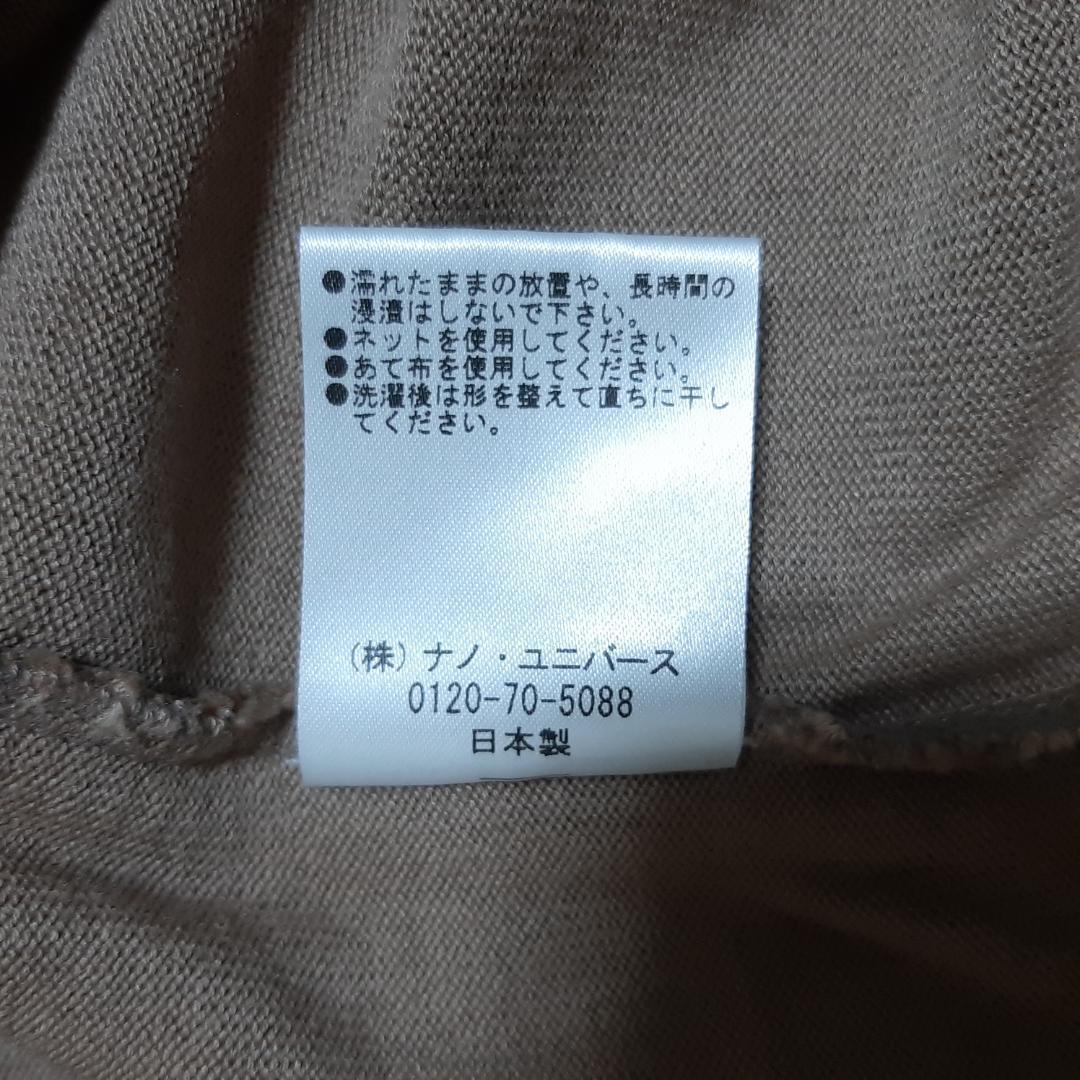 ●濡れたままの放置や、長時間の
浸漬はしないで下さい。
●ネットを使用してください。
●あて布を使用してください。
●洗濯後は形を整えて直ちに干し
てください。
(株)ナノ・ユニバース
0120-70-5088
日本製